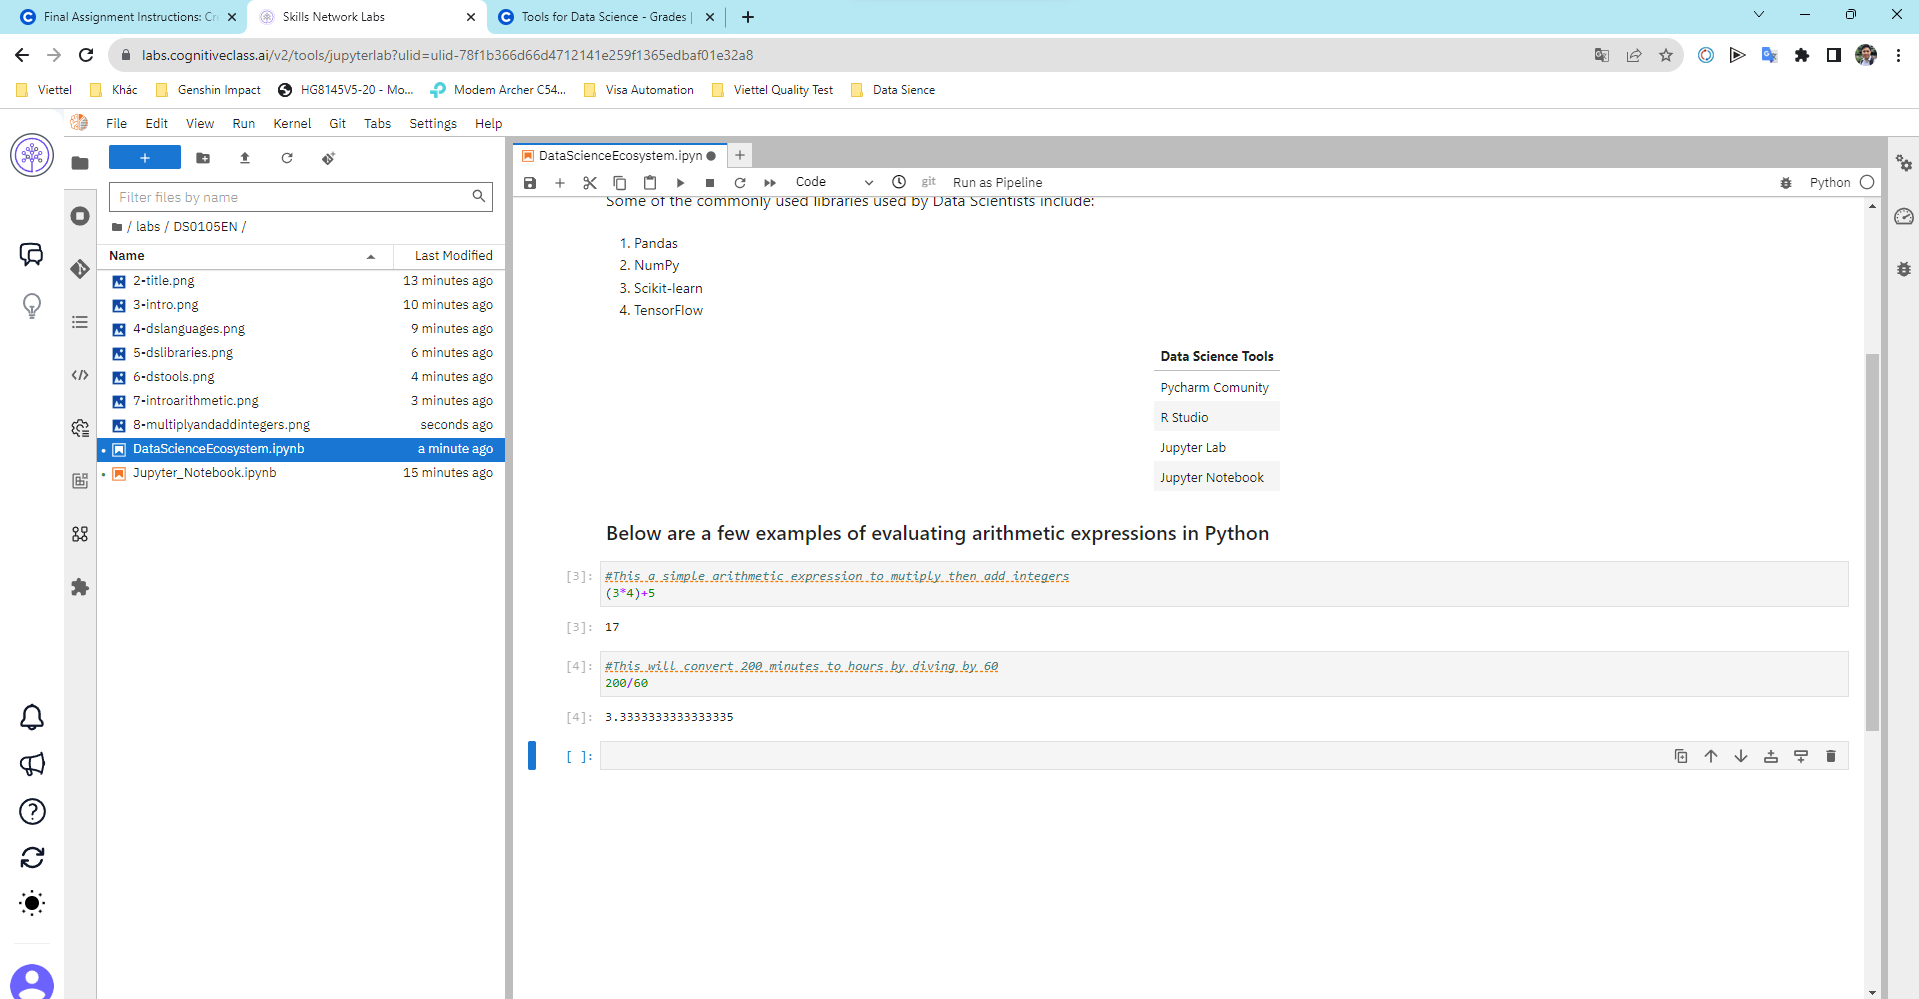 Final Assignment Instructions: Cr
Skills Network Labs
Tools for Data Science - Grades |
labs.cognitiveclass.ai/v2/tools/jupyterlab?ulid=ulid-78f1b366d66d4712141e259f1365edbaf01e32a8
Viettel
Khác
Genshin Impact
HG8145V5-20 - Mo...
Modem Archer C54...
Visa Automation
Viettel Quality Test
Data Sience
File Edit View Run Kernel Git Tabs Settings Help
Filter files by name
/ labs / DS0105EN /
Name Last Modified
2-title.png 13 minutes ago
3-intro.png 10 minutes ago
4-dslanguages.png 9 minutes ago
5-dslibraries.png 6 minutes ago
6-dstools.png 4 minutes ago
7-introarithmetic.png 3 minutes ago
8-multiplyandaddintegers.png seconds ago
DataScienceEcosystem.ipynb a minute ago
Jupyter_Notebook.ipynb 15 minutes ago
DataScienceEcosystem.ipyn
Code git Run as Pipeline Python
Some of the commonly used libraries used by Data Scientists include:
1. Pandas
2. NumPy
3. Scikit-learn
4. TensorFlow
Data Science Tools
Pycharm Comunity
R Studio
Jupyter Lab
Jupyter Notebook
Below are a few examples of evaluating arithmetic expressions in Python
[3]: #This a simple arithmetic expression to mutiply then add integers
(3*4)+5
[3]: 17
[4]: #This will convert 200 minutes to hours by diving by 60
200/60
[4]: 3.3333333333333335
[ ]: